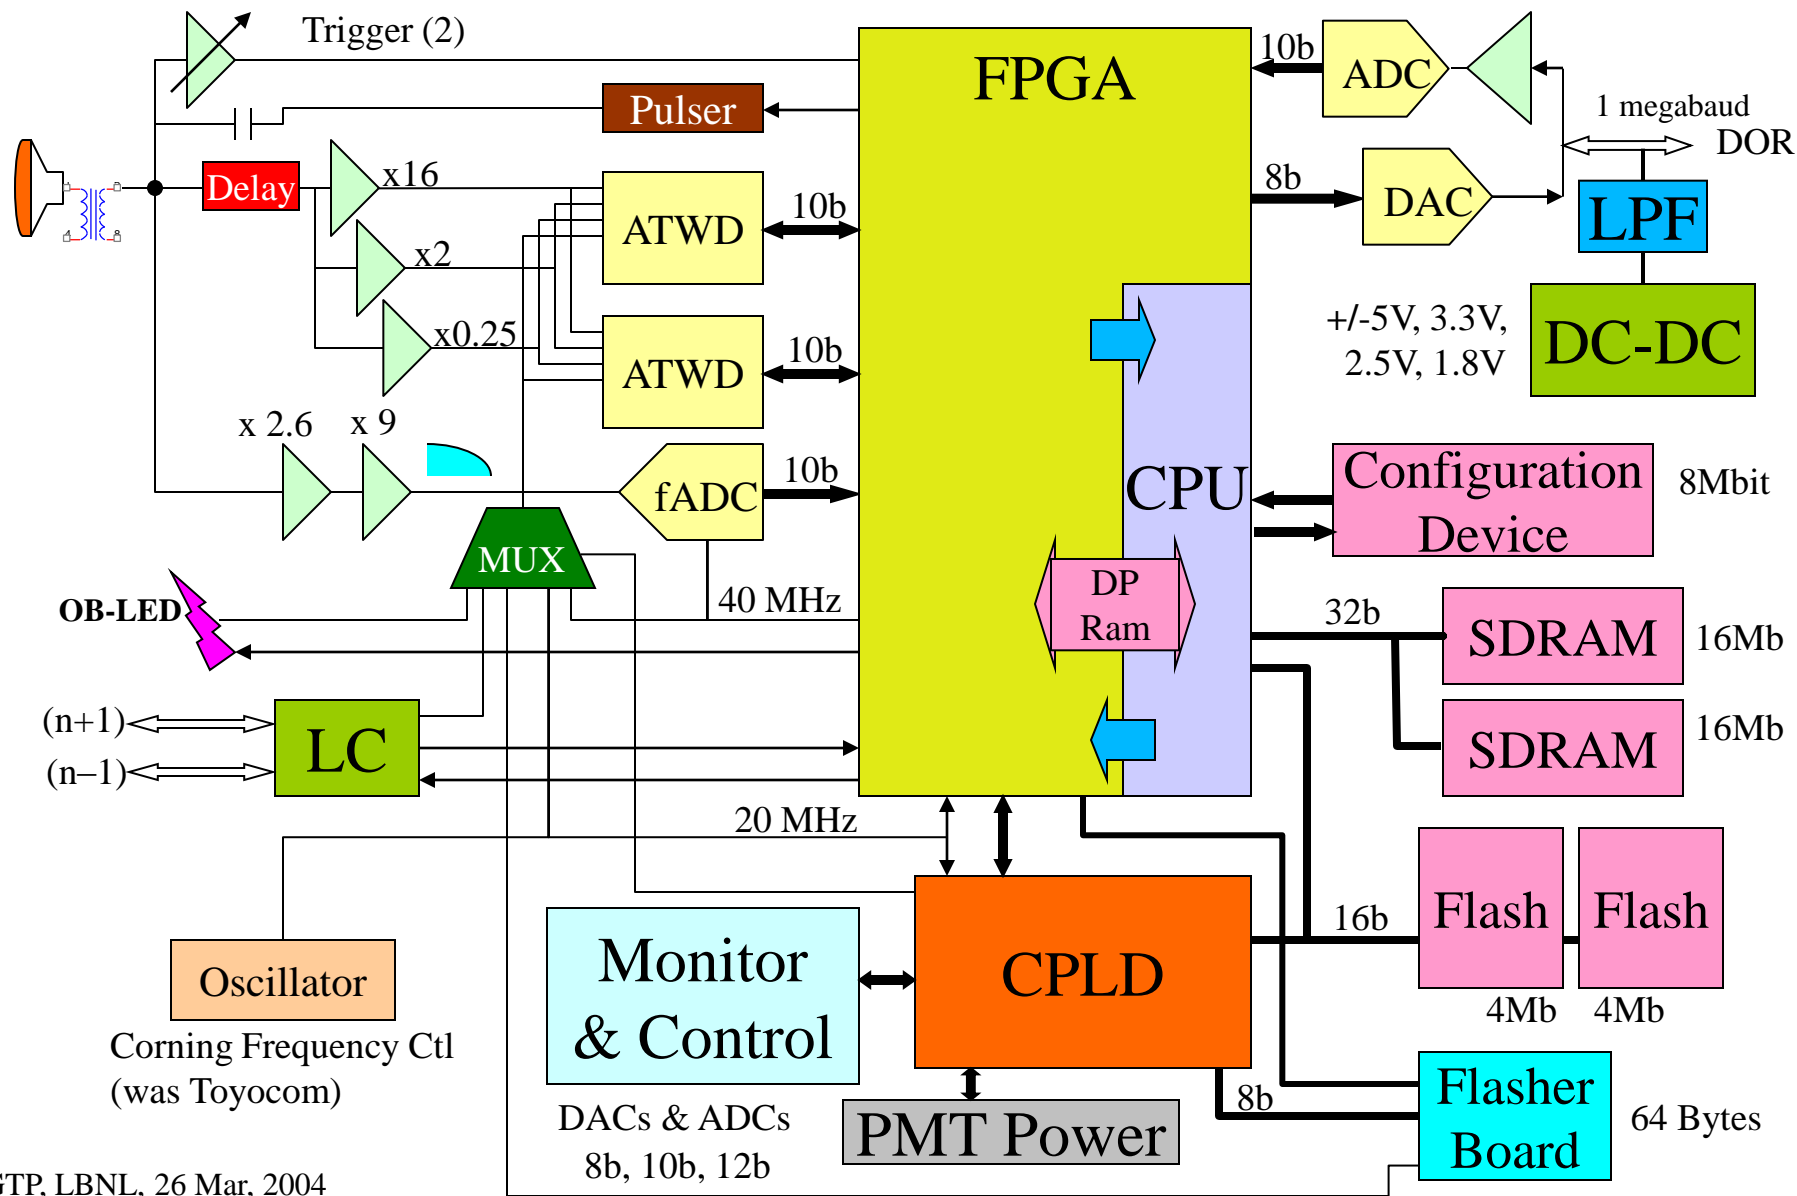 Trigger (2)
FPGA
10b
ADC
1 megabaud
DOR
Pulser
Delay
x16
ATWD
10b
8b
DAC
LPF
x2
x0.25
ATWD
10b
+/-5V, 3.3V,
2.5V, 1.8V
DC-DC
x 2.6
x 9
fADC
10b
CPU
Configuration
Device
8Mbit
MUX
OB-LED
40 MHz
DP
Ram
32b
SDRAM
16Mb
SDRAM
16Mb
(n+1)
(n–1)
LC
20 MHz
Oscillator
Corning Frequency Ctl
(was Toyocom)
Monitor
& Control
DACs & ADCs
8b, 10b, 12b
CPLD
PMT Power
16b
Flash
Flash
4Mb
4Mb
8b
Flasher
Board
64 Bytes
GTP, LBNL, 26 Mar, 2004